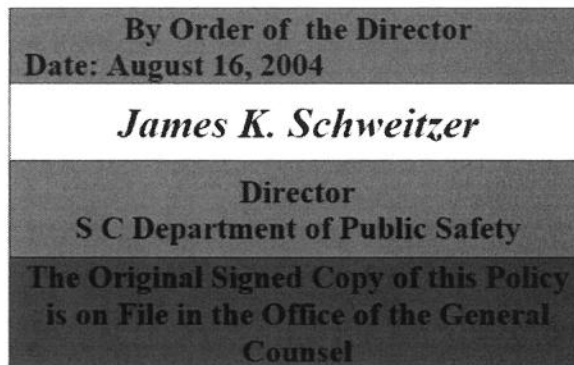 By Order of the Director
Date: August 16, 2004
James K. Schweitzer
Director
S C Department of Public Safety
The Original Signed Copy of this Policy
is on File in the Office of the General
Counsel